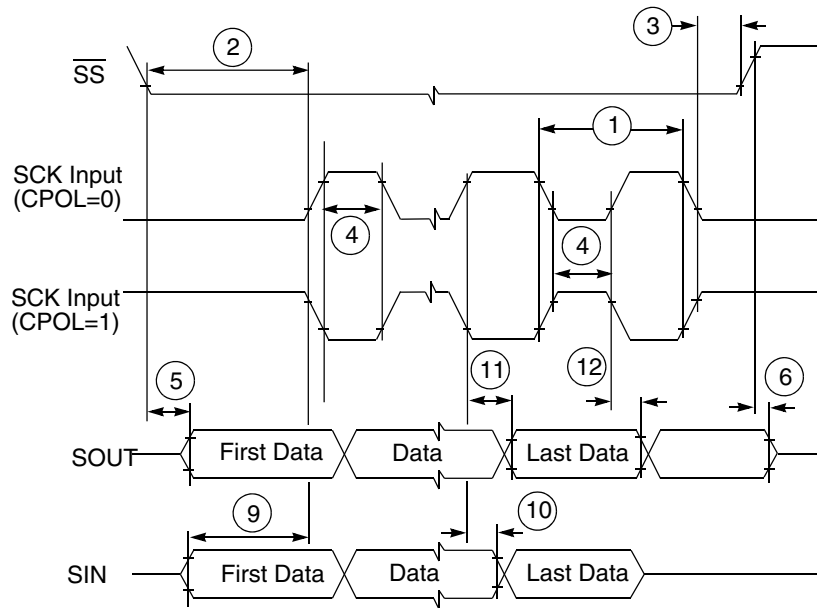 2
3
SS
1
SCK Input
(CPOL=0)
4
4
SCK Input
(CPOL=1)
5
11
12
6
SOUT
First Data
Data
Last Data
9
10
SIN
First Data
Data
Last Data